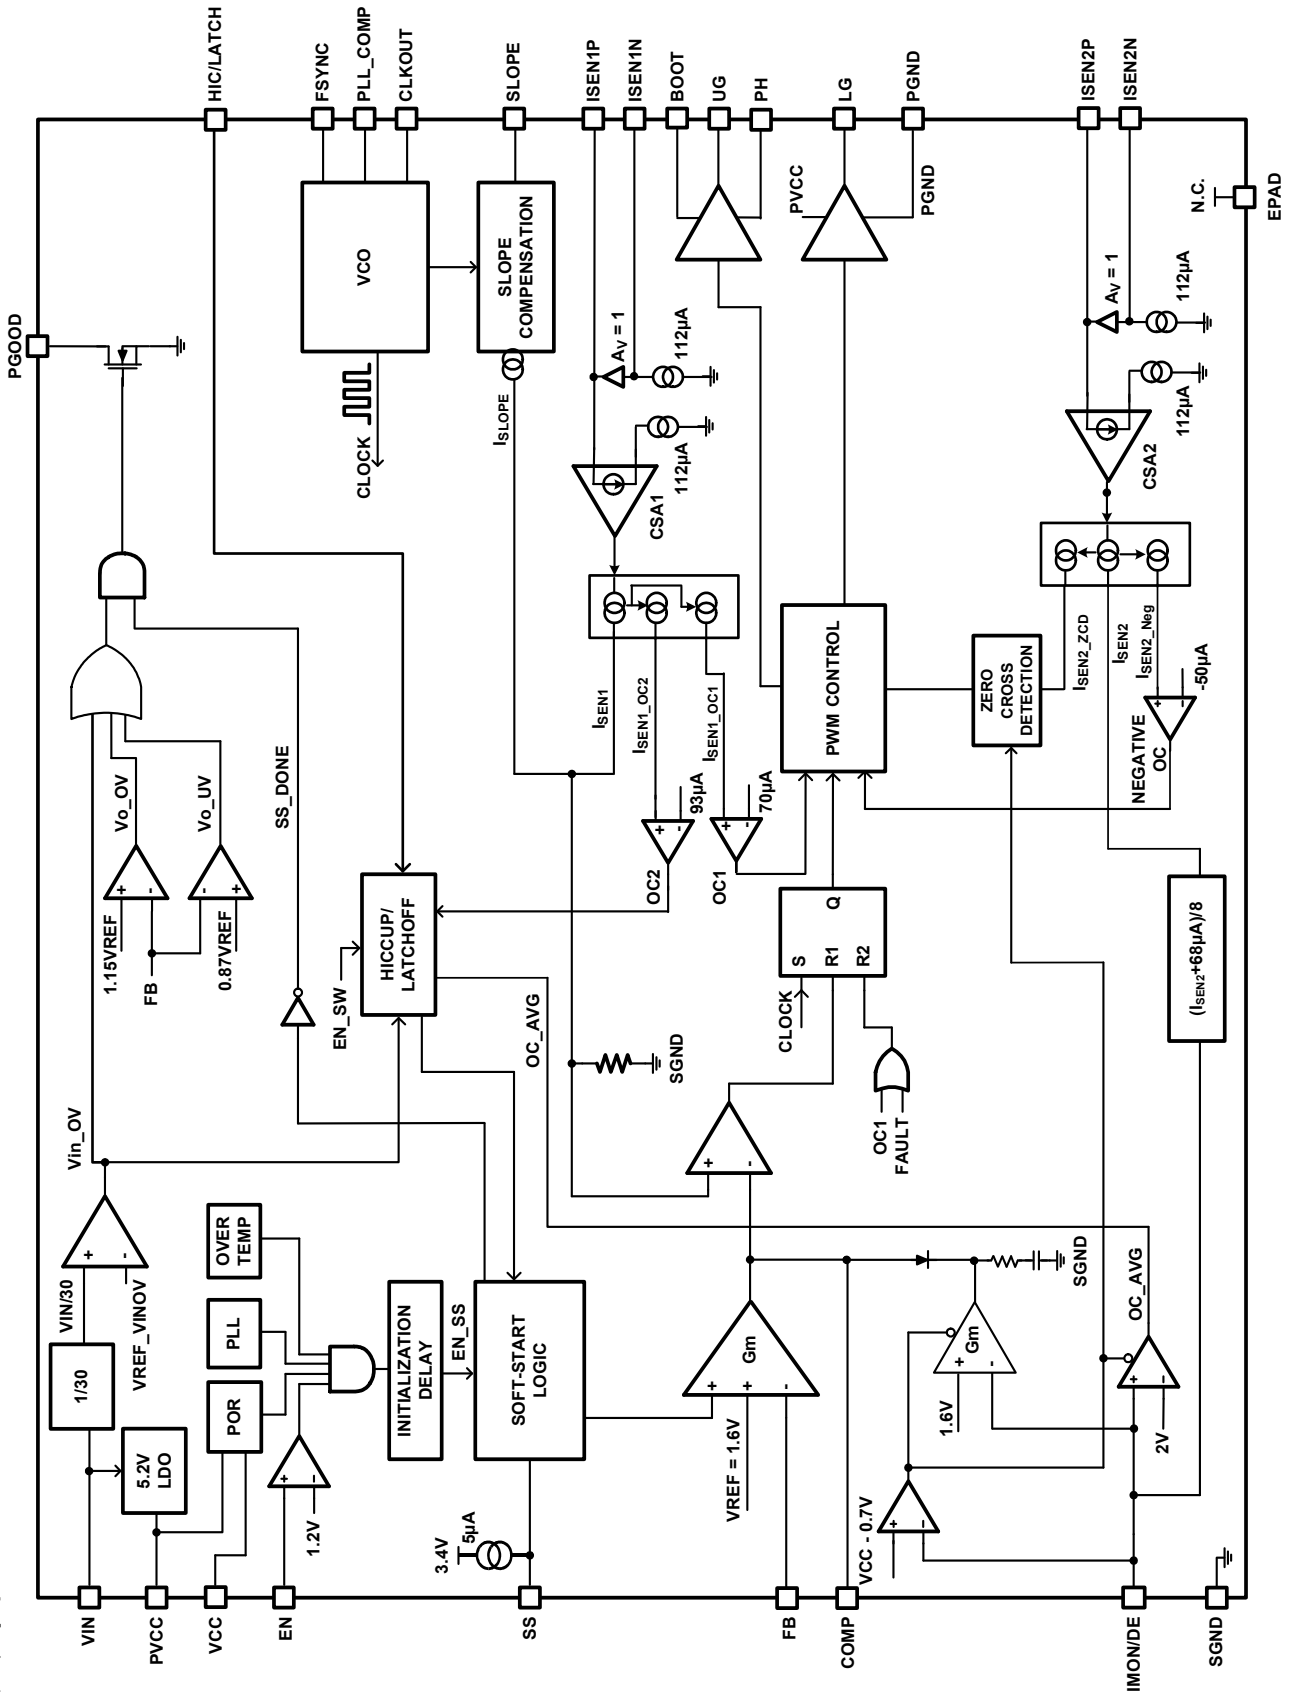 PGOOD
HIC/LATCH
FSYNC
PLL_COMP
CLKOUT
SLOPE
ISEN1P
ISEN1N
BOOT
UG
PH
LG
PGND
ISEN2P
ISEN2N
N.C.
EPAD
VCO
CLOCK
SLOPE
COMPENSATION
ISLOPE
AV = 1
112µA
112µA
CSA1
PVCC
PGND
AV = 1
112µA
112µA
CSA2
ISEN1
ISEN1_OC2
ISEN1_OC1
ISEN2_ZCD
ISEN2
ISEN2_Neg
-50µA
+
-
NEGATIVE
OC
ZERO
CROSS
DETECTION
PWM CONTROL
93µA
+
-
OC2
70µA
+
-
OC1
SS_DONE
Vo_OV
Vo_UV
1.15VREF
+
-
FB
-
+
0.87VREF
HICCUP/
LATCHOFF
EN_SW
OC_AVG
SGND
CLOCK
S
R1
R2
Q
OC1
FAULT
(ISEN2+68µA)/8
Vin_OV
+
-
VIN/30
VREF_VINOV
1/30
5.2V
LDO
OVER
TEMP
PLL
POR
INITIALIZATION
DELAY
EN_SS
SOFT-START
LOGIC
+
-
1.2V
3.4V
5µA
+
-
Gm
+
+
-
VREF = 1.6V
SGND
Gm
+
-
1.6V
OC_AVG
+
-
2V
VCC - 0.7V
+
-
VIN
PVCC
VCC
EN
SS
FB
COMP
IMON/DE
SGND